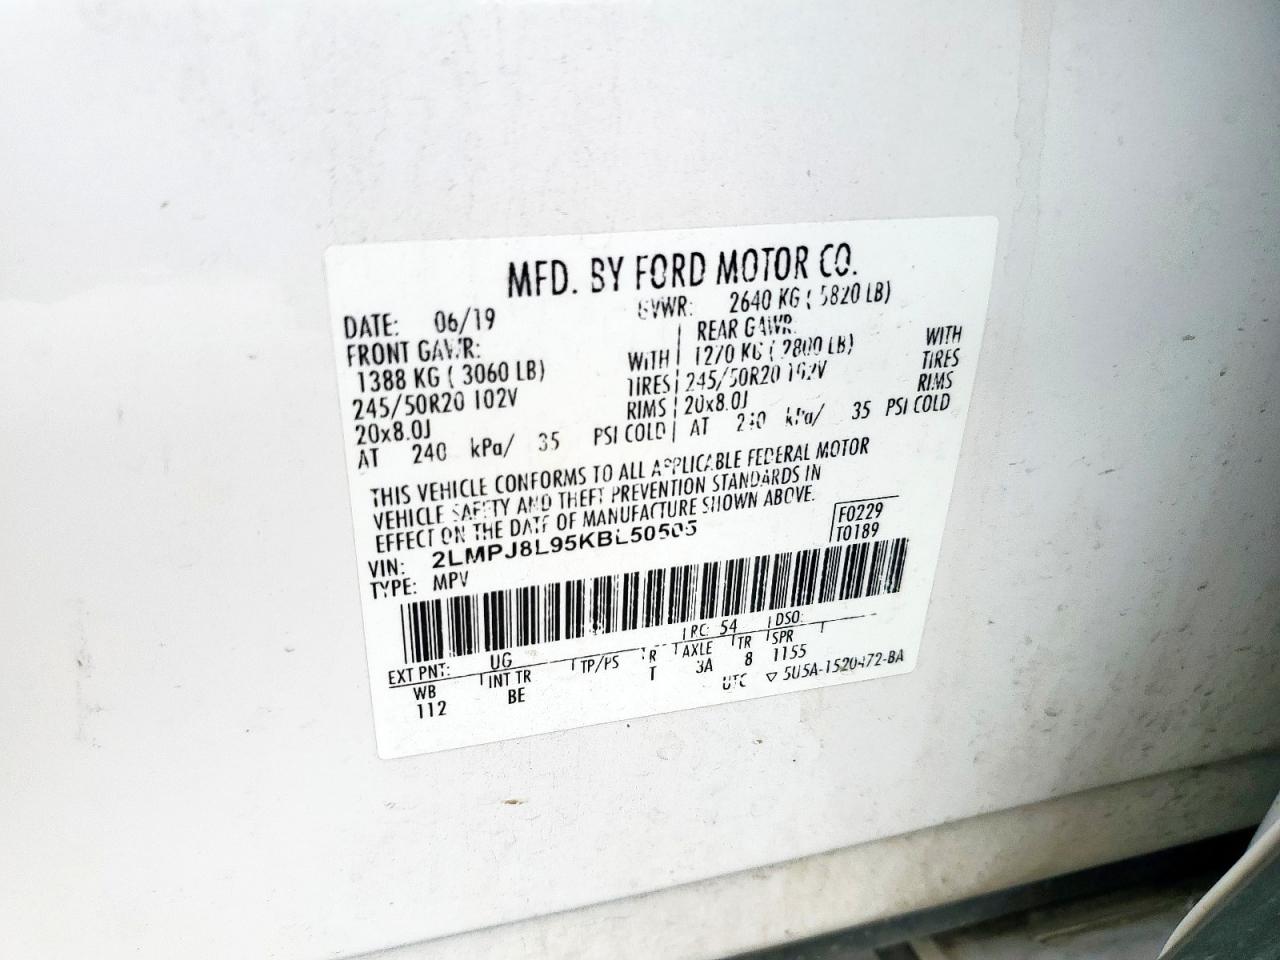 MFD. BY FORD MOTOR CO.
DATE: 06/19 GVWR: 2640 KG ( 5820 LB)
FRONT GAWR: REAR GAWR:
1388 KG ( 3060 LB) WITH 1270 KG ( 2800 LB) WITH
245/50R20 102V TIRES 245/50R20 102V TIRES
20x8.0J RIMS 20x8.0J RIMS
AT 240 kPa/ 35 PSI COLD AT 240 kPa/ 35 PSI COLD
THIS VEHICLE CONFORMS TO ALL APPLICABLE FEDERAL MOTOR
VEHICLE SAFETY AND THEFT PREVENTION STANDARDS IN
EFFECT ON THE DATE OF MANUFACTURE SHOWN ABOVE.
VIN: 2LMPJ8L95KBL50505 F0229
TYPE: MPV T0189
EXT PNT: UG RC: 54 DSO:
WB INT TR TP/PS R AXLE TR SPR
112 BE T 3A 8 1155
UTC ▽ 5U5A-1520472-BA